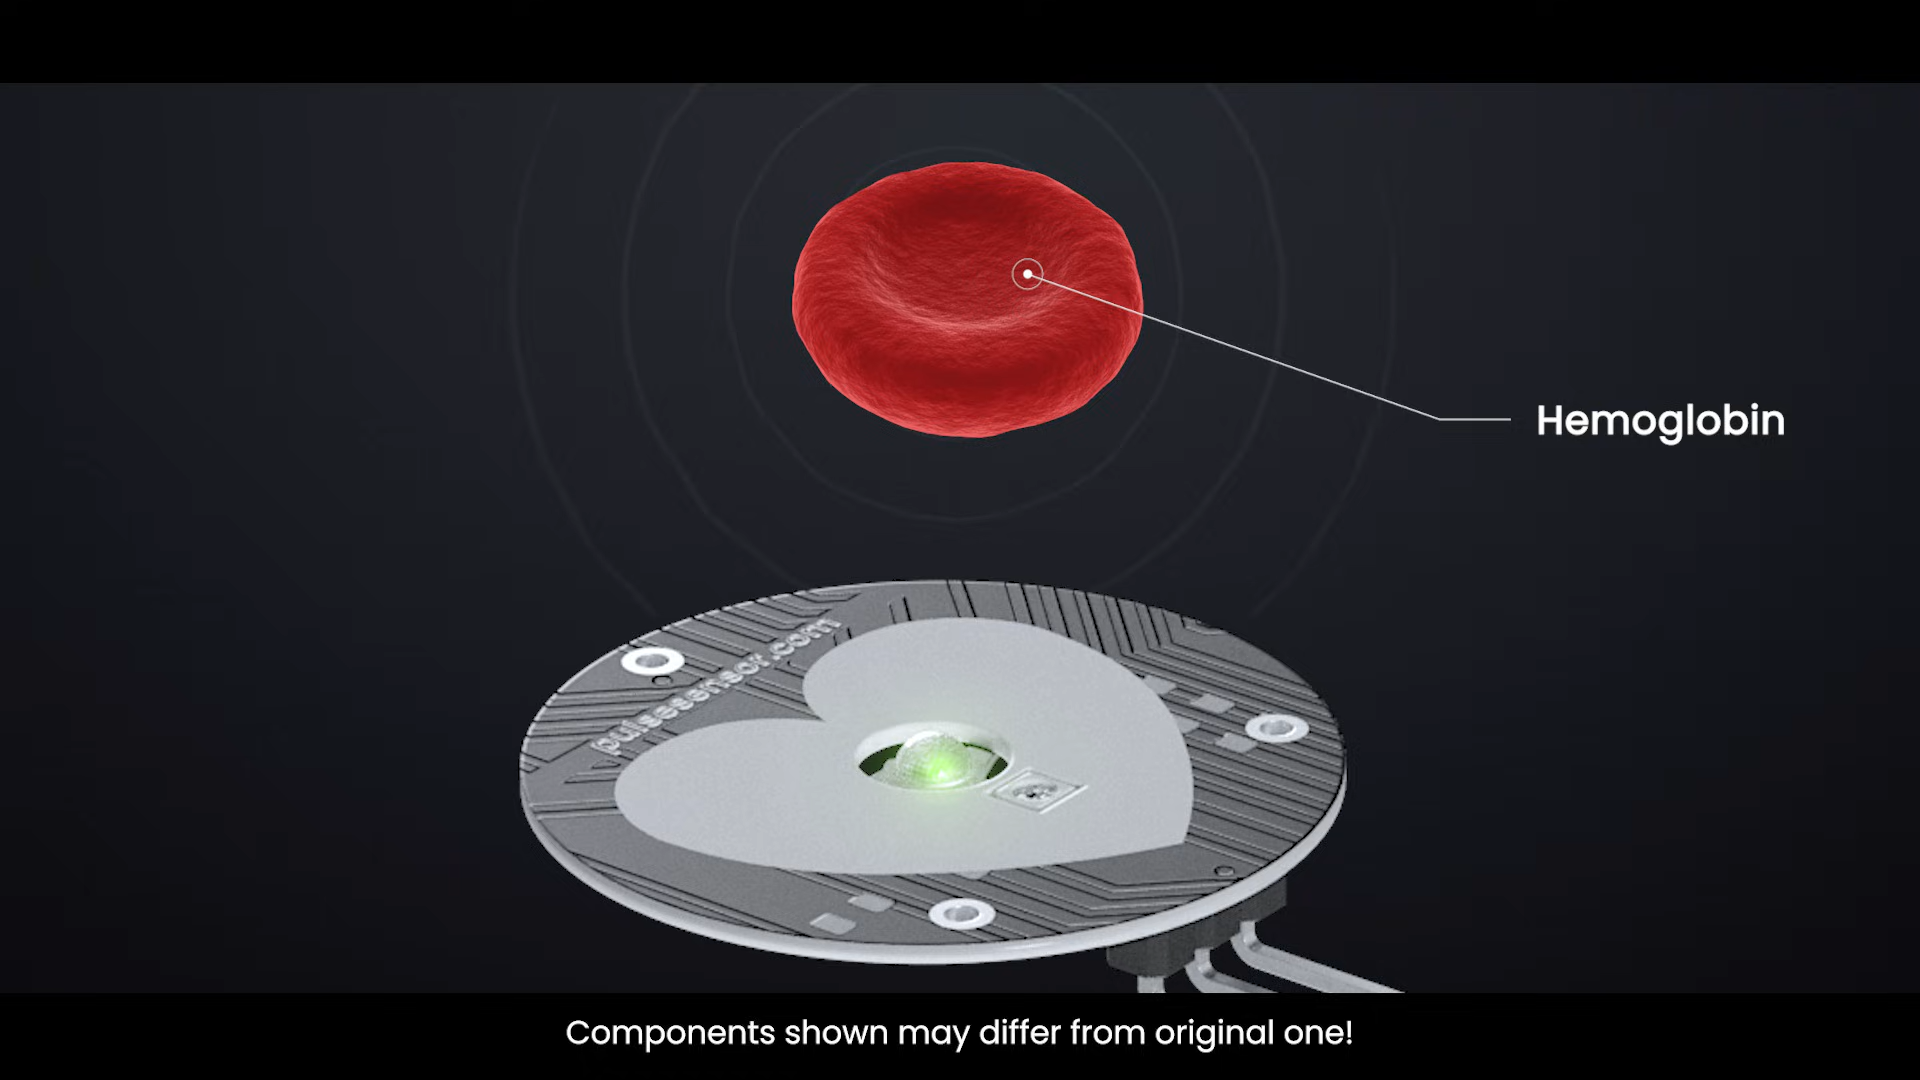 Hemoglobin
pulsesensor.com
Components shown may differ from original one!